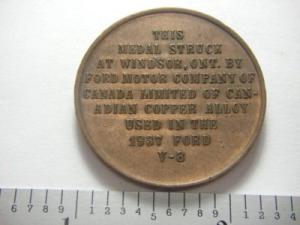 THIS
MEDAL STRUCK
AT WINDSOR, ONT. BY
FORD MOTOR COMPANY OF
CANADA LIMITED OF CAN-
ADIAN COPPER ALLOY
USED IN THE
1937 FORD
V-8